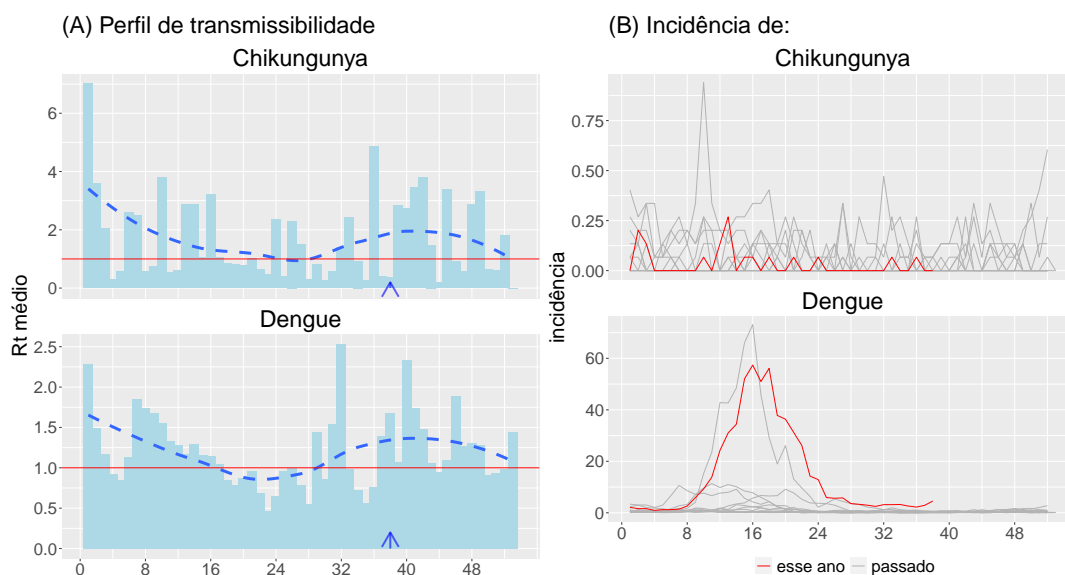 (A) Perfil de transmissibilidade
Chikungunya
6
4
2
0
Dengue
2.5
2.0
1.5
1.0
0.5
0.0
0 8 16 24 32 40 48
Rt médio
(B) Incidência de:
Chikungunya
0.75
0.50
0.25
0.00
Dengue
60
40
20
0
0 8 16 24 32 40 48
incidência
esse ano passado